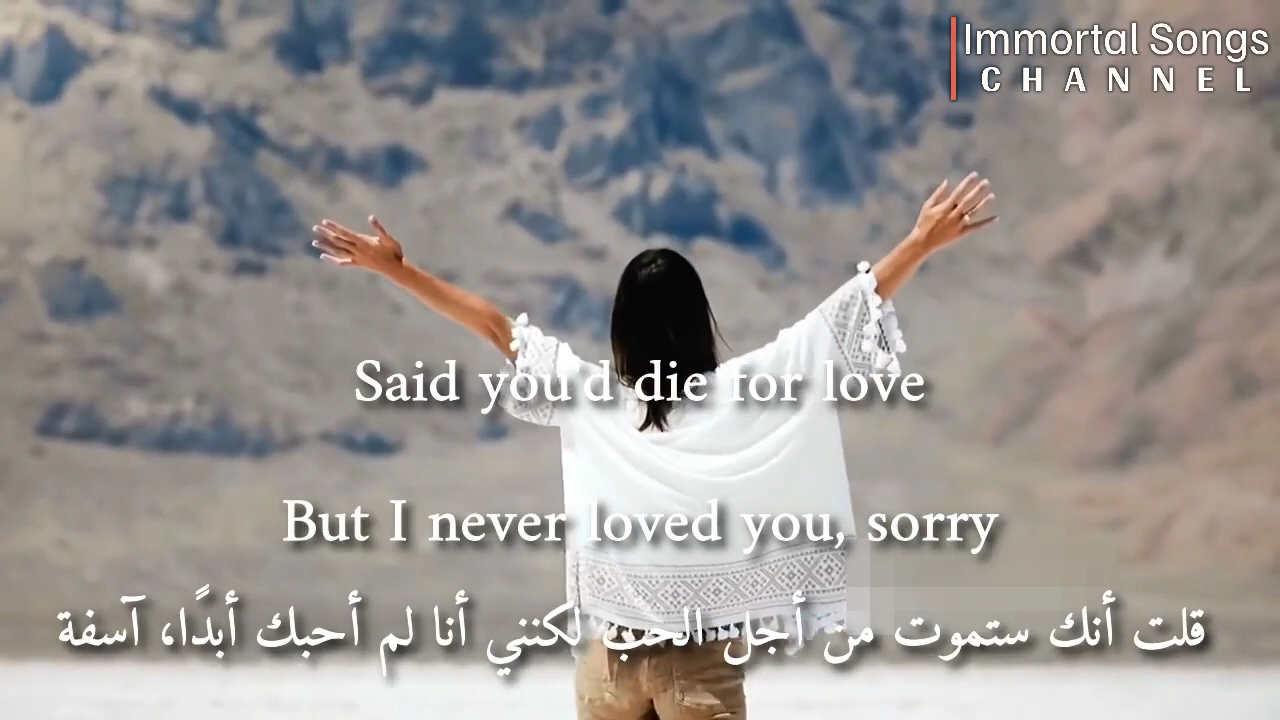 Immortal Songs
CHANNEL
Said you'd die for love
But I never loved you, sorry
قلت أنك ستموت من أجل الحب لكنني أنا لم أحبك أبدًا، آسفة